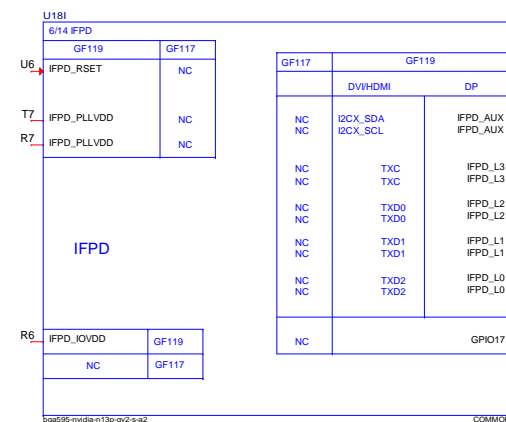 U18I
6/14 IFPD
GF119 GF117
U6 IFPD_RSET NC
T7 IFPD_PLLVDD NC
R7 IFPD_PLLVDD NC
GF117 GF119
DVI/HDMI DP
NC I2CX_SDA IFPD_AUX
NC I2CX_SCL IFPD_AUX
NC TXC IFPD_L3
NC TXC IFPD_L3
NC TXD0 IFPD_L2
NC TXD0 IFPD_L2
NC TXD1 IFPD_L1
NC TXD1 IFPD_L1
NC TXD2 IFPD_L0
NC TXD2 IFPD_L0
IFPD
R6 IFPD_IOVDD GF119
NC GF117
NC GPIO17
bga595-nvidia-n13p-gv2-s-a2 COMMO